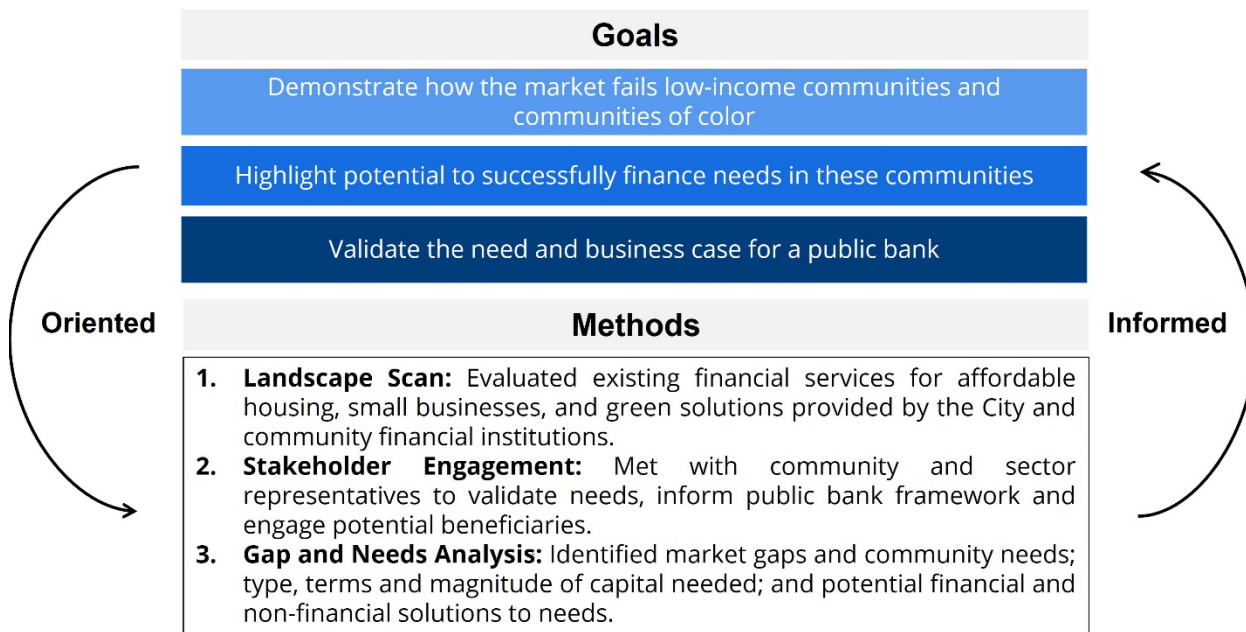 Goals
Demonstrate how the market fails low-income communities and
communities of color
Highlight potential to successfully finance needs in these communities
Validate the need and business case for a public bank
Oriented
Informed
Methods
1. Landscape Scan: Evaluated existing financial services for affordable
housing, small businesses, and green solutions provided by the City and
community financial institutions.
2. Stakeholder Engagement: Met with community and sector
representatives to validate needs, inform public bank framework and
engage potential beneficiaries.
3. Gap and Needs Analysis: Identified market gaps and community needs;
type, terms and magnitude of capital needed; and potential financial and
non-financial solutions to needs.